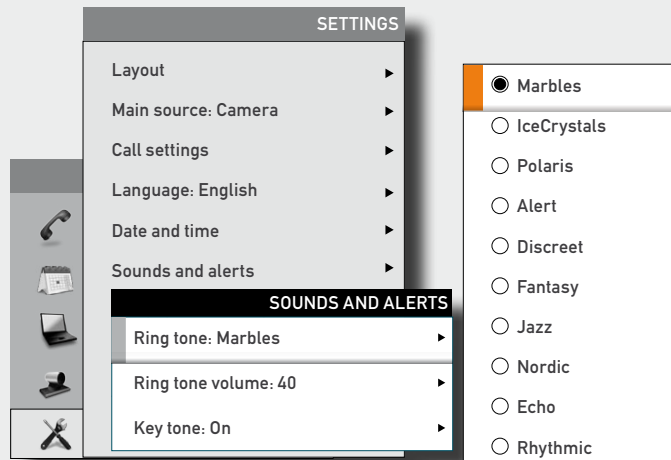 SETTINGS
Layout
Main source: Camera
Call settings
Language: English
Date and time
Sounds and alerts
SOUNDS AND ALERTS
Ring tone: Marbles
Ring tone volume: 40
Key tone: On
Marbles
IceCrystals
Polaris
Alert
Discreet
Fantasy
Jazz
Nordic
Echo
Rhythmic